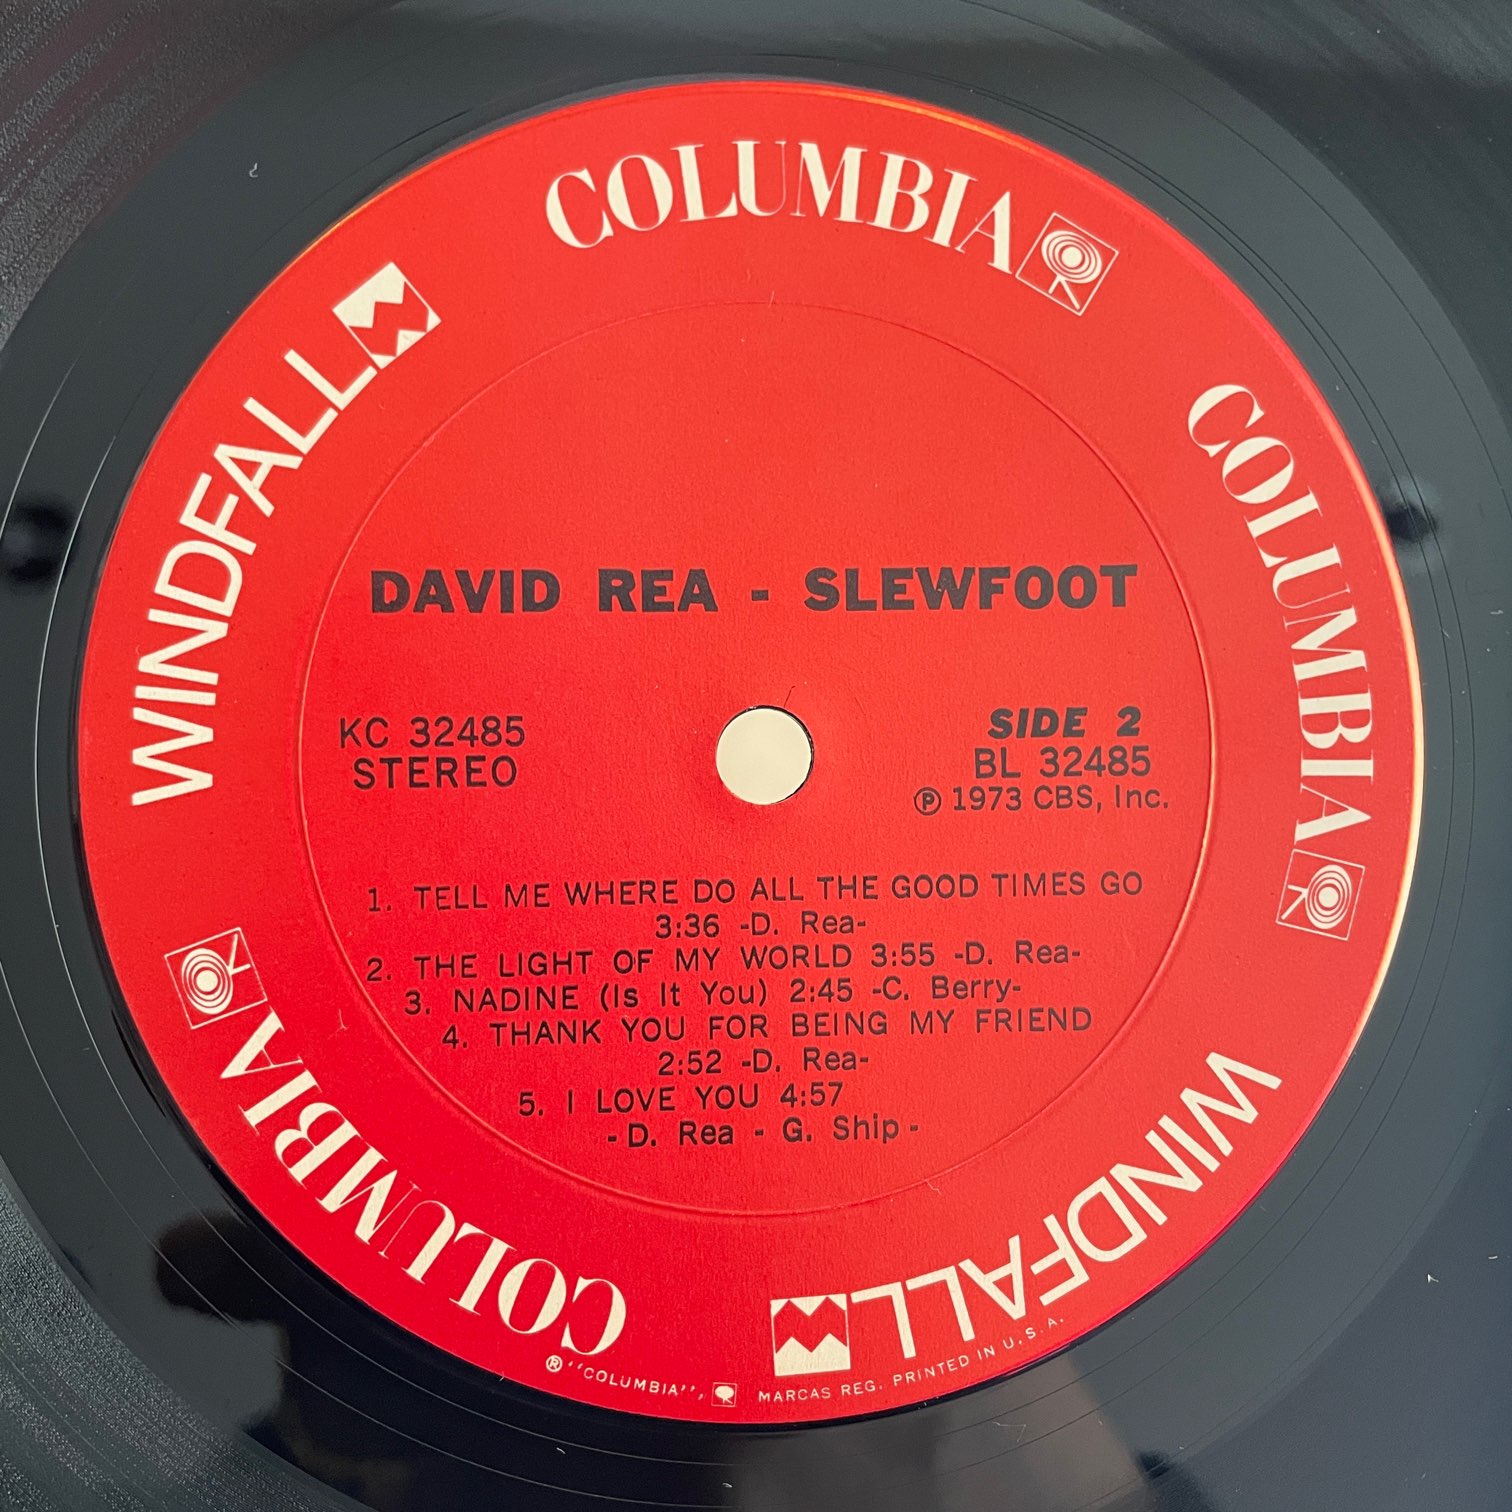 COLUMBIA
COLUMBIA
WINDFALL
COLUMBIA
WINDFALL
DAVID REA - SLEWFOOT
KC 32485
STEREO
SIDE 2
BL 32485
Ⓟ 1973 CBS, Inc.
1. TELL ME WHERE DO ALL THE GOOD TIMES GO
3:36 -D. Rea-
2. THE LIGHT OF MY WORLD 3:55 -D. Rea-
3. NADINE (Is It You) 2:45 -C. Berry-
4. THANK YOU FOR BEING MY FRIEND
2:52 -D. Rea-
5. I LOVE YOU 4:57
- D. Rea - G. Ship -
® "COLUMBIA", MARCAS REG. PRINTED IN U.S.A.